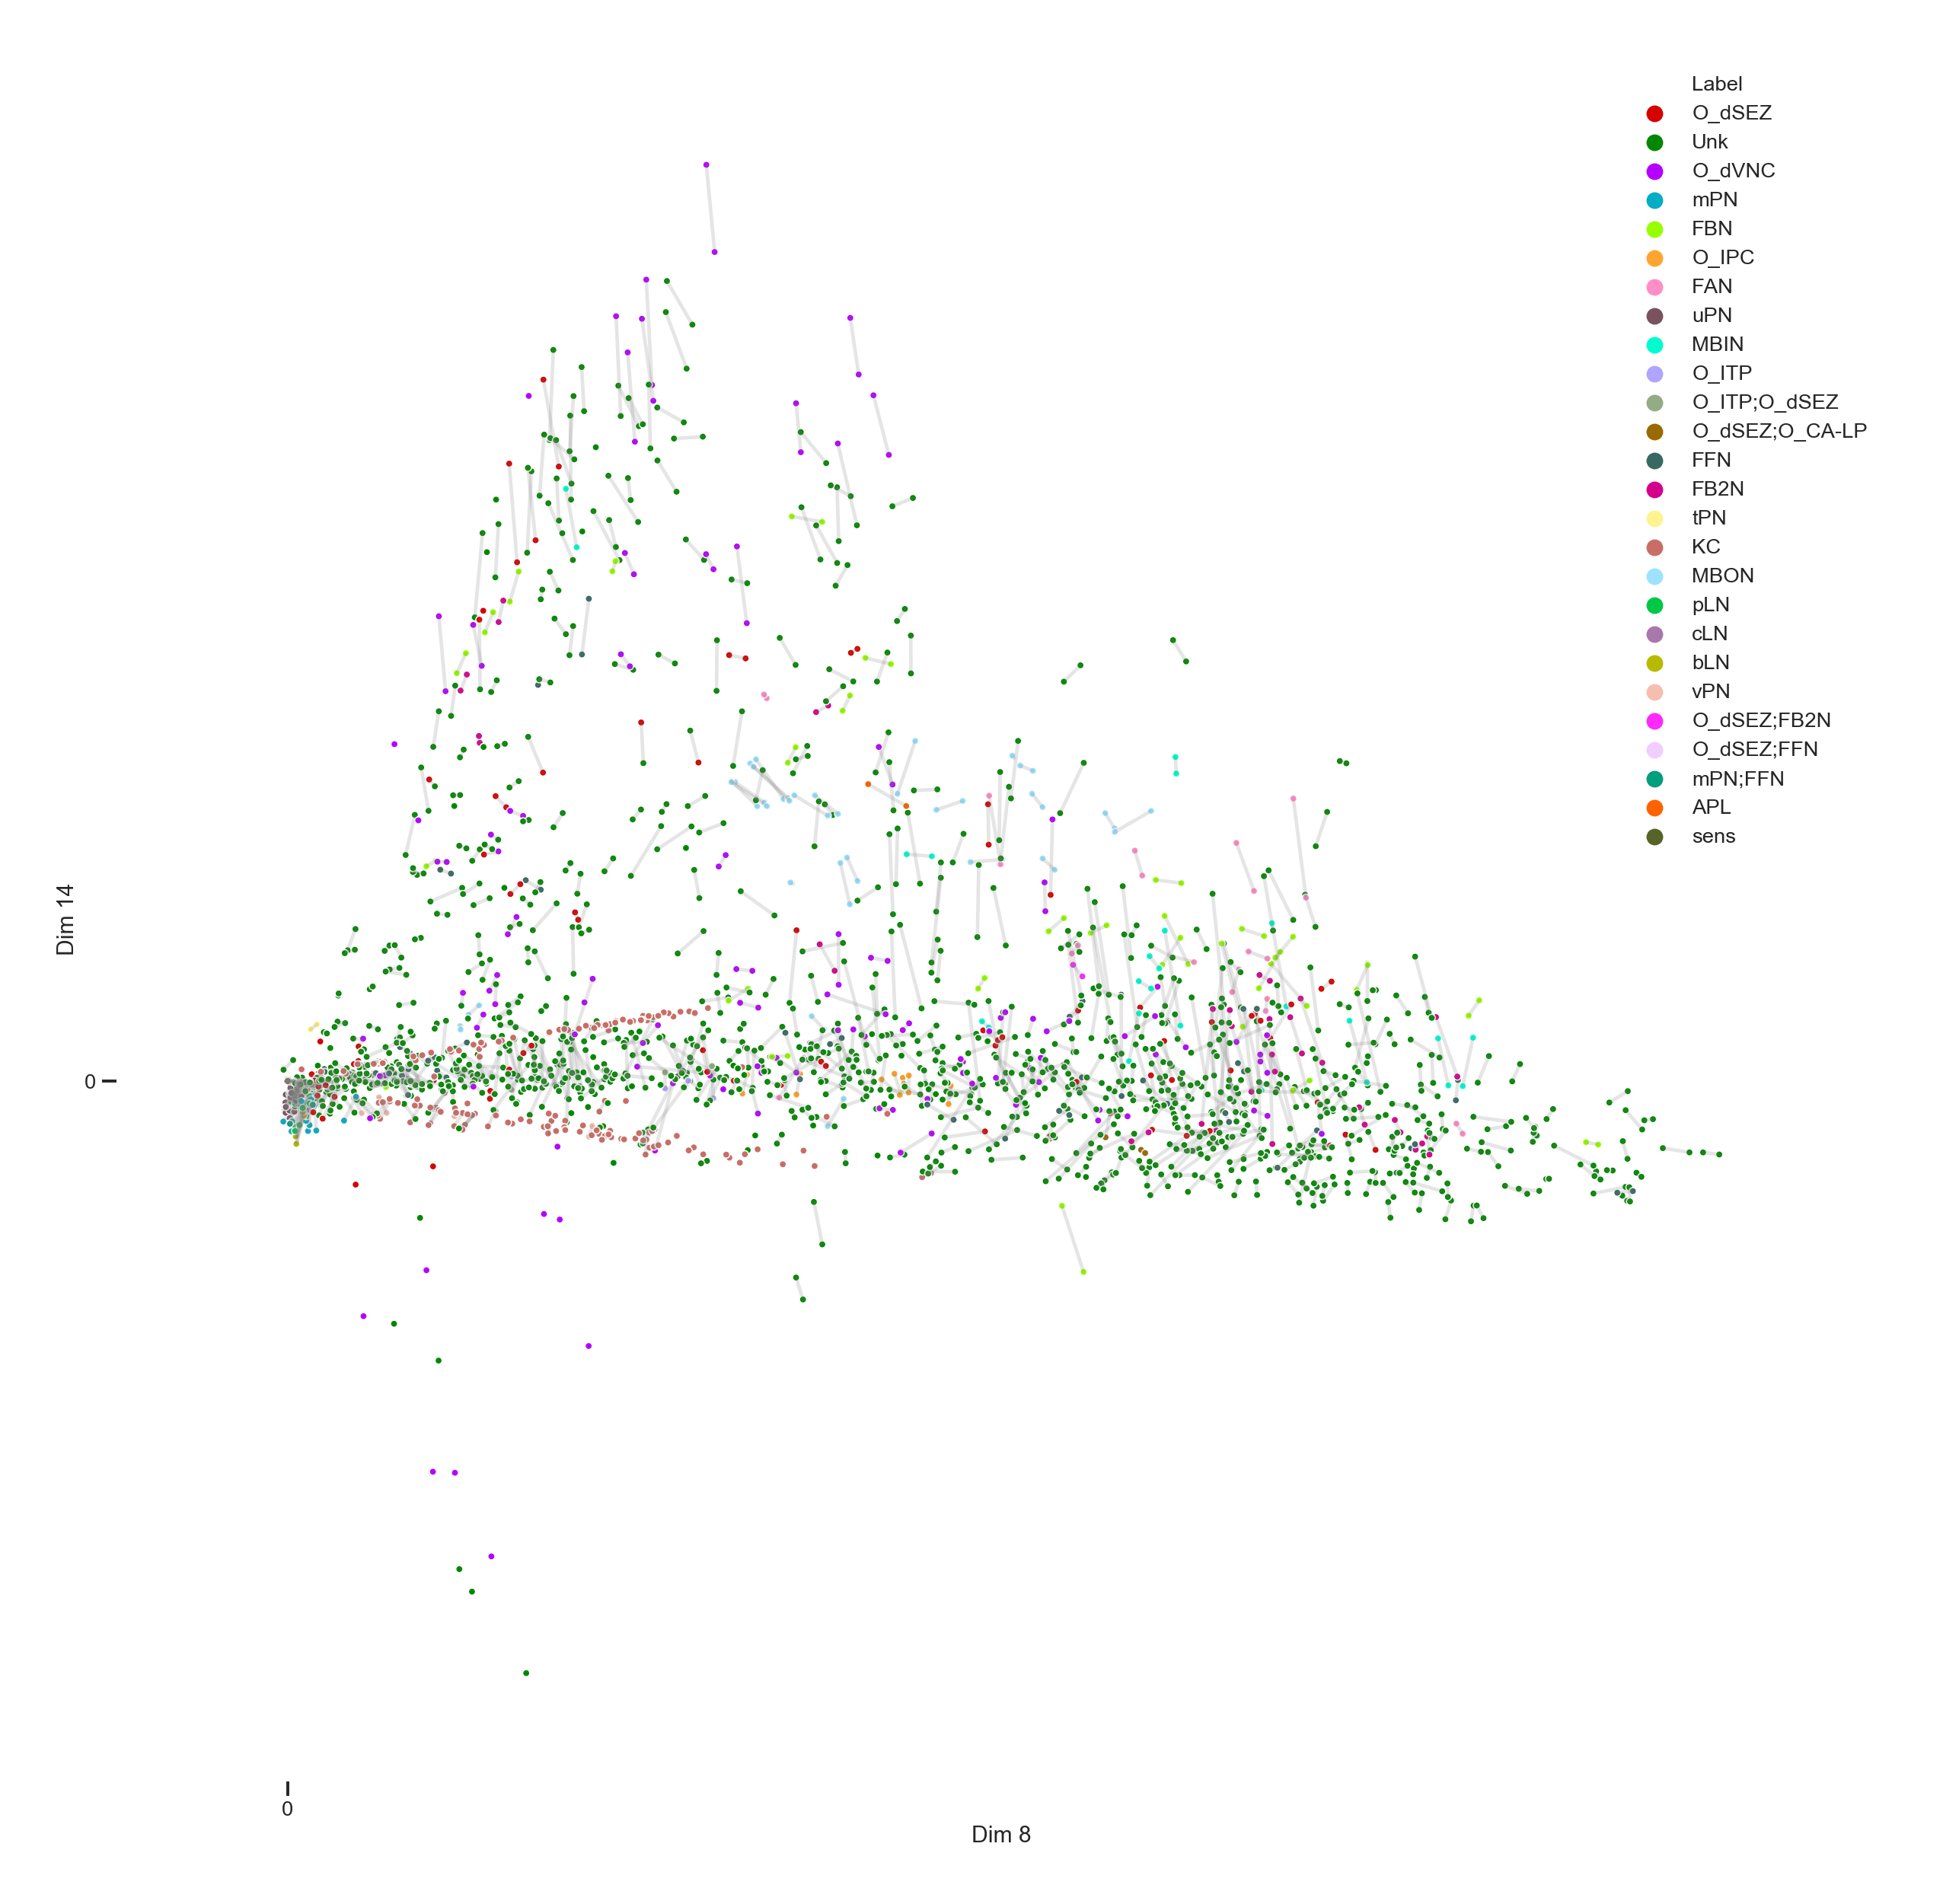 Label
O_dSEZ
Unk
O_dVNC
mPN
FBN
O_IPC
FAN
uPN
MBIN
O_ITP
O_ITP;O_dSEZ
O_dSEZ;O_CA-LP
FFN
FB2N
tPN
KC
MBON
pLN
cLN
bLN
vPN
O_dSEZ;FB2N
O_dSEZ;FFN
mPN;FFN
APL
sens
Dim 14
0
0
Dim 8